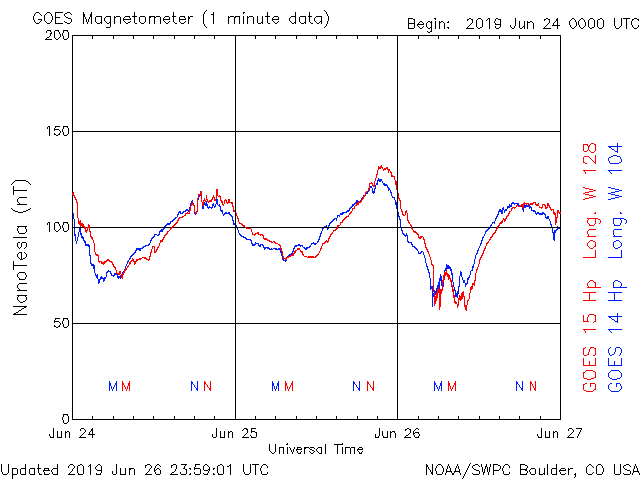 GOES Magnetometer (1 minute data)
Begin: 2019 Jun 24 0000 UTC
200
150
100
50
0
NanoTesla (nT)
M M N N M M N N M M N N
Jun 24 Jun 25 Jun 26 Jun 27
Universal Time
GOES 15 Hp Long. W 128
GOES 14 Hp Long. W 104
Updated 2019 Jun 26 23:59:01 UTC
NOAA/SWPC Boulder, CO USA